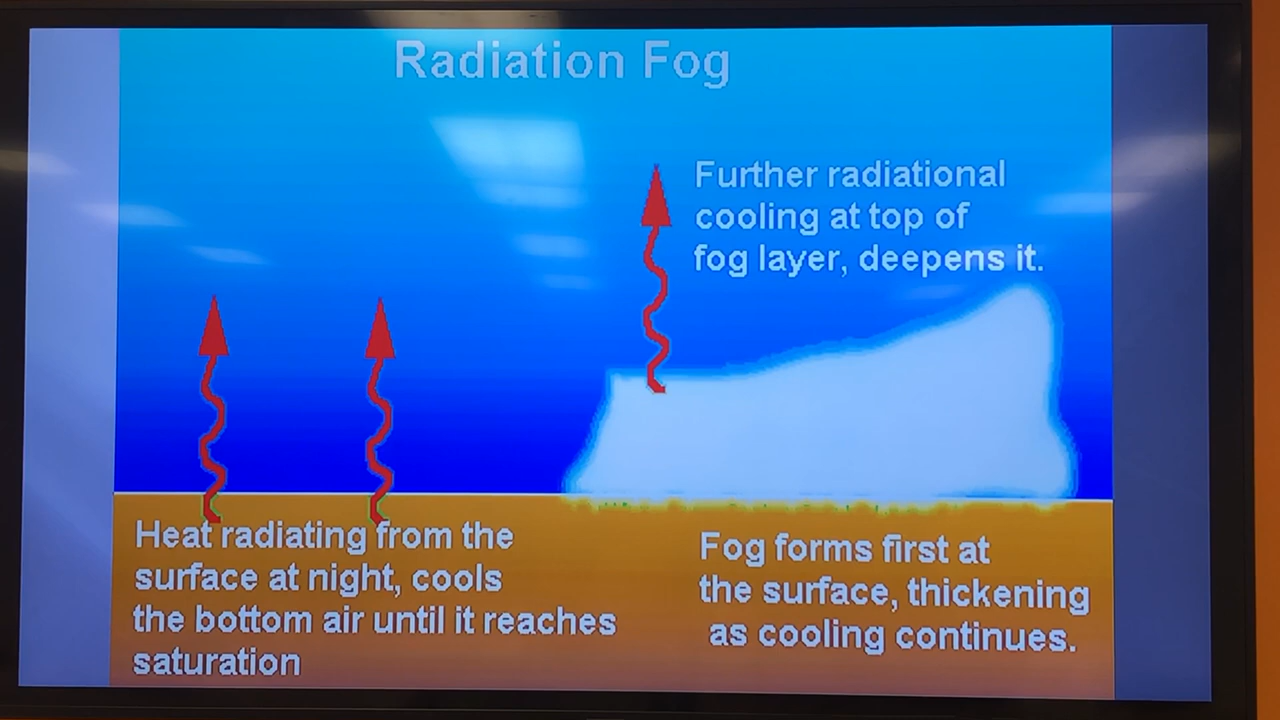 Radiation Fog
Further radiational
cooling at top of
fog layer, deepens it.
Heat radiating from the
surface at night, cools
the bottom air until it reaches
saturation
Fog forms first at
the surface, thickening
as cooling continues.